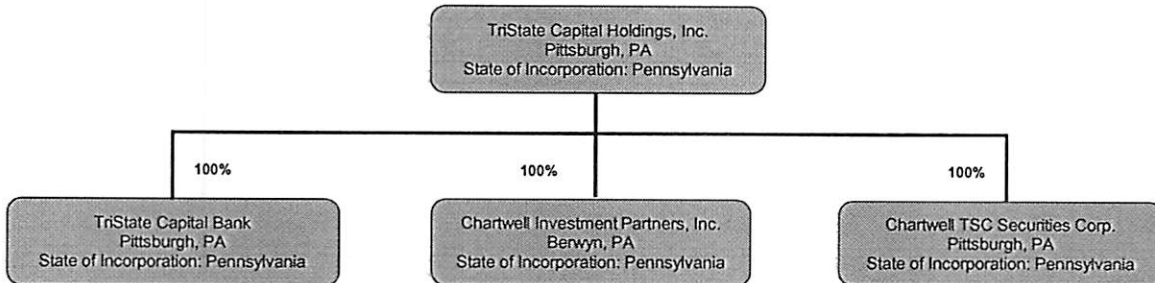 TriState Capital Holdings, Inc.
Pittsburgh, PA
State of Incorporation: Pennsylvania
100%
100%
100%
TriState Capital Bank
Pittsburgh, PA
State of Incorporation: Pennsylvania
Chartwell Investment Partners, Inc.
Berwyn, PA
State of Incorporation: Pennsylvania
Chartwell TSC Securities Corp.
Pittsburgh, PA
State of Incorporation: Pennsylvania